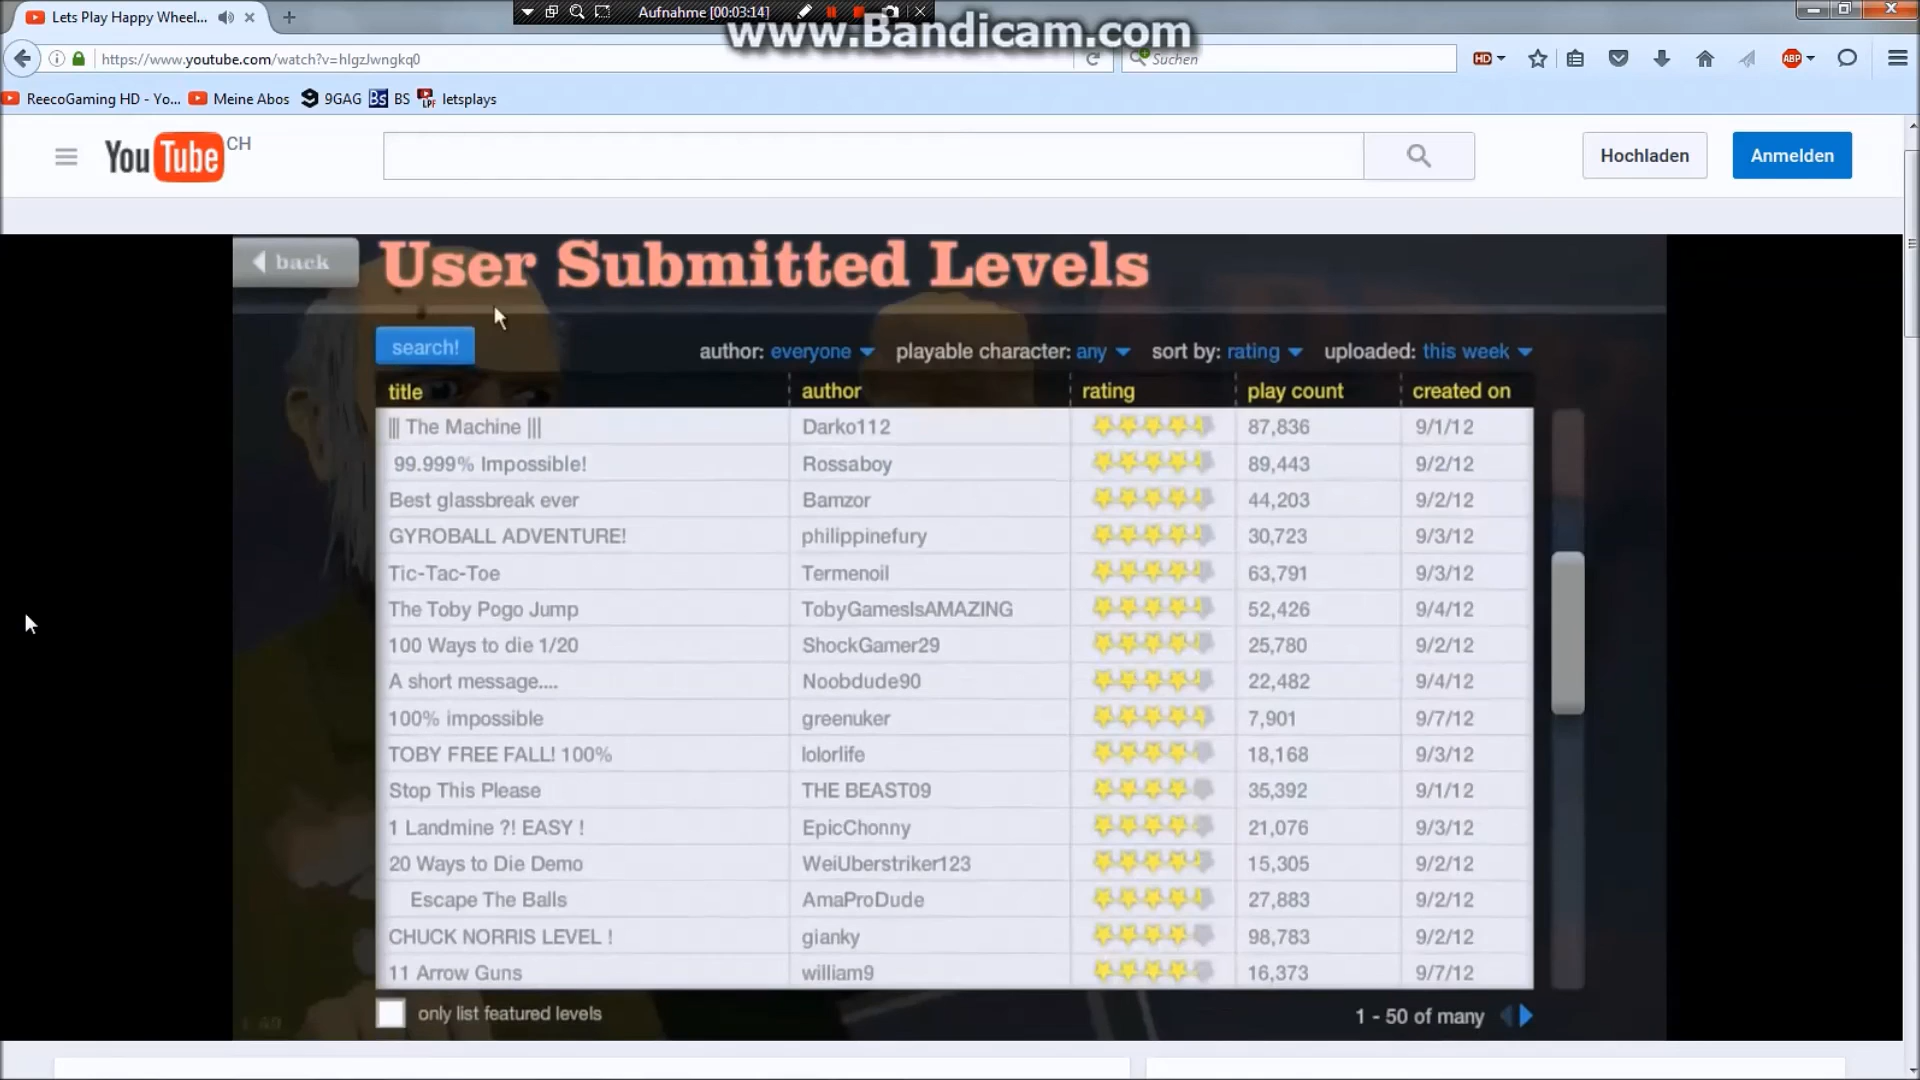 Lets Play Happy Wheel...
Aufnahme [00:03:14]
www.Bandicam.com
https://www.youtube.com/watch?v=hlgzJwngkq0
Suchen
HD
ABP
ReecoGaming HD - Yo...
Meine Abos
9GAG
Bs BS
LPF letsplays
YouTube CH
Hochladen
Anmelden
back
User Submitted Levels
search!
author: everyone
playable character: any
sort by: rating
uploaded: this week
title author rating play count created on
||| The Machine ||| Darko112 87,836 9/1/12
99.999% Impossible! Rossaboy 89,443 9/2/12
Best glassbreak ever Bamzor 44,203 9/2/12
GYROBALL ADVENTURE! philippinefury 30,723 9/3/12
Tic-Tac-Toe Termenoil 63,791 9/3/12
The Toby Pogo Jump TobyGamesIsAMAZING 52,426 9/4/12
100 Ways to die 1/20 ShockGamer29 25,780 9/2/12
A short message.... Noobdude90 22,482 9/4/12
100% impossible greenuker 7,901 9/7/12
TOBY FREE FALL! 100% lolorlife 18,168 9/3/12
Stop This Please THE BEAST09 35,392 9/1/12
1 Landmine ?! EASY ! EpicChonny 21,076 9/3/12
20 Ways to Die Demo WeiUberstriker123 15,305 9/2/12
Escape The Balls AmaProDude 27,883 9/2/12
CHUCK NORRIS LEVEL ! gianky 98,783 9/2/12
11 Arrow Guns william9 16,373 9/7/12
only list featured levels
1 - 50 of many